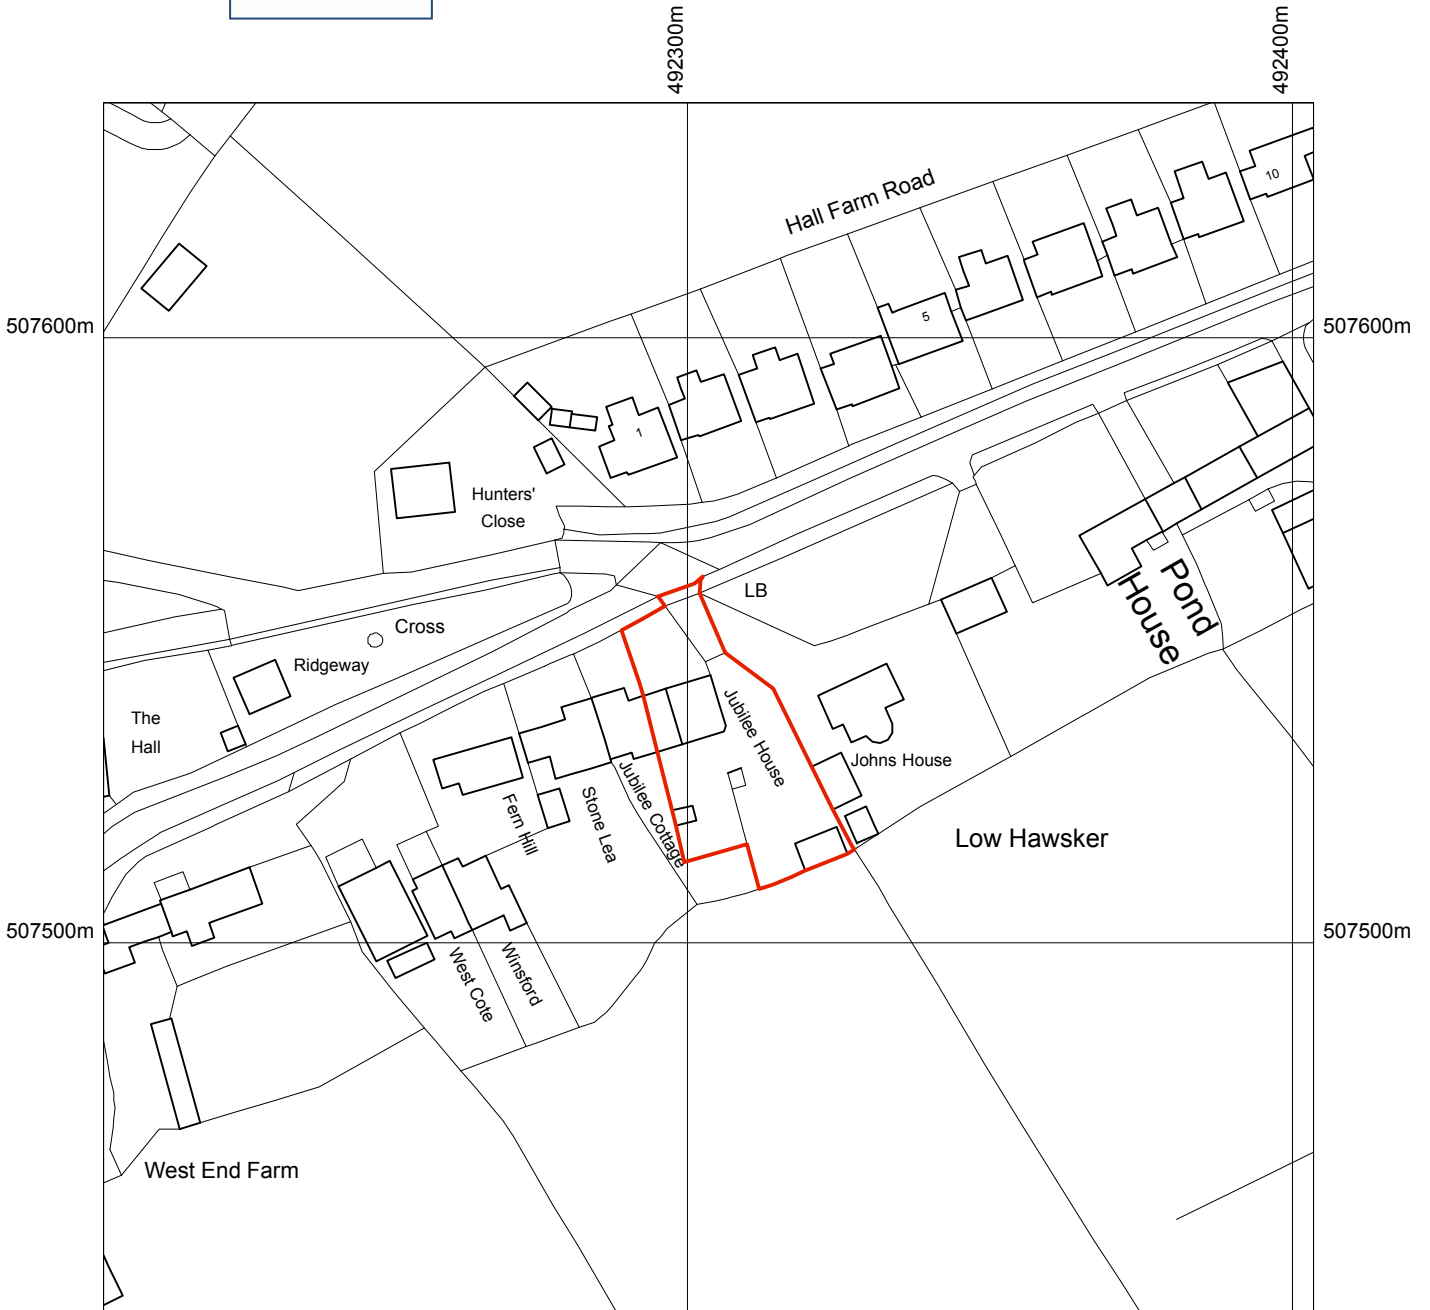 492300m
492400m
Hall Farm Road
10
507600m
507600m
5
1
Hunters'
Close
LB
Pond
House
Cross
Ridgeway
The
Hall
Jubilee House
Johns House
Jubilee Cottage
Stone Lea
Fern Hill
Low Hawsker
507500m
507500m
Winsford
West Cote
West End Farm